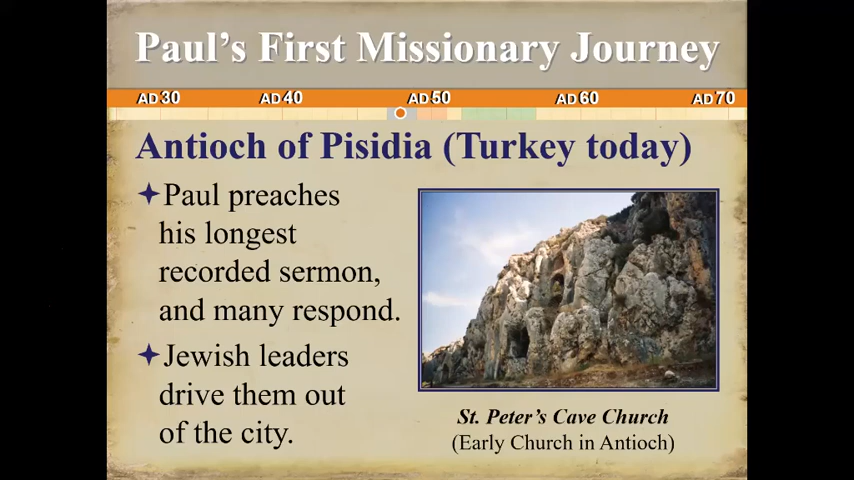 Paul's First Missionary Journey
AD 30 AD 40 AD 50 AD 60 AD 70
Antioch of Pisidia (Turkey today)
Paul preaches
his longest
recorded sermon,
and many respond.
Jewish leaders
drive them out
of the city.
St. Peter's Cave Church
(Early Church in Antioch)